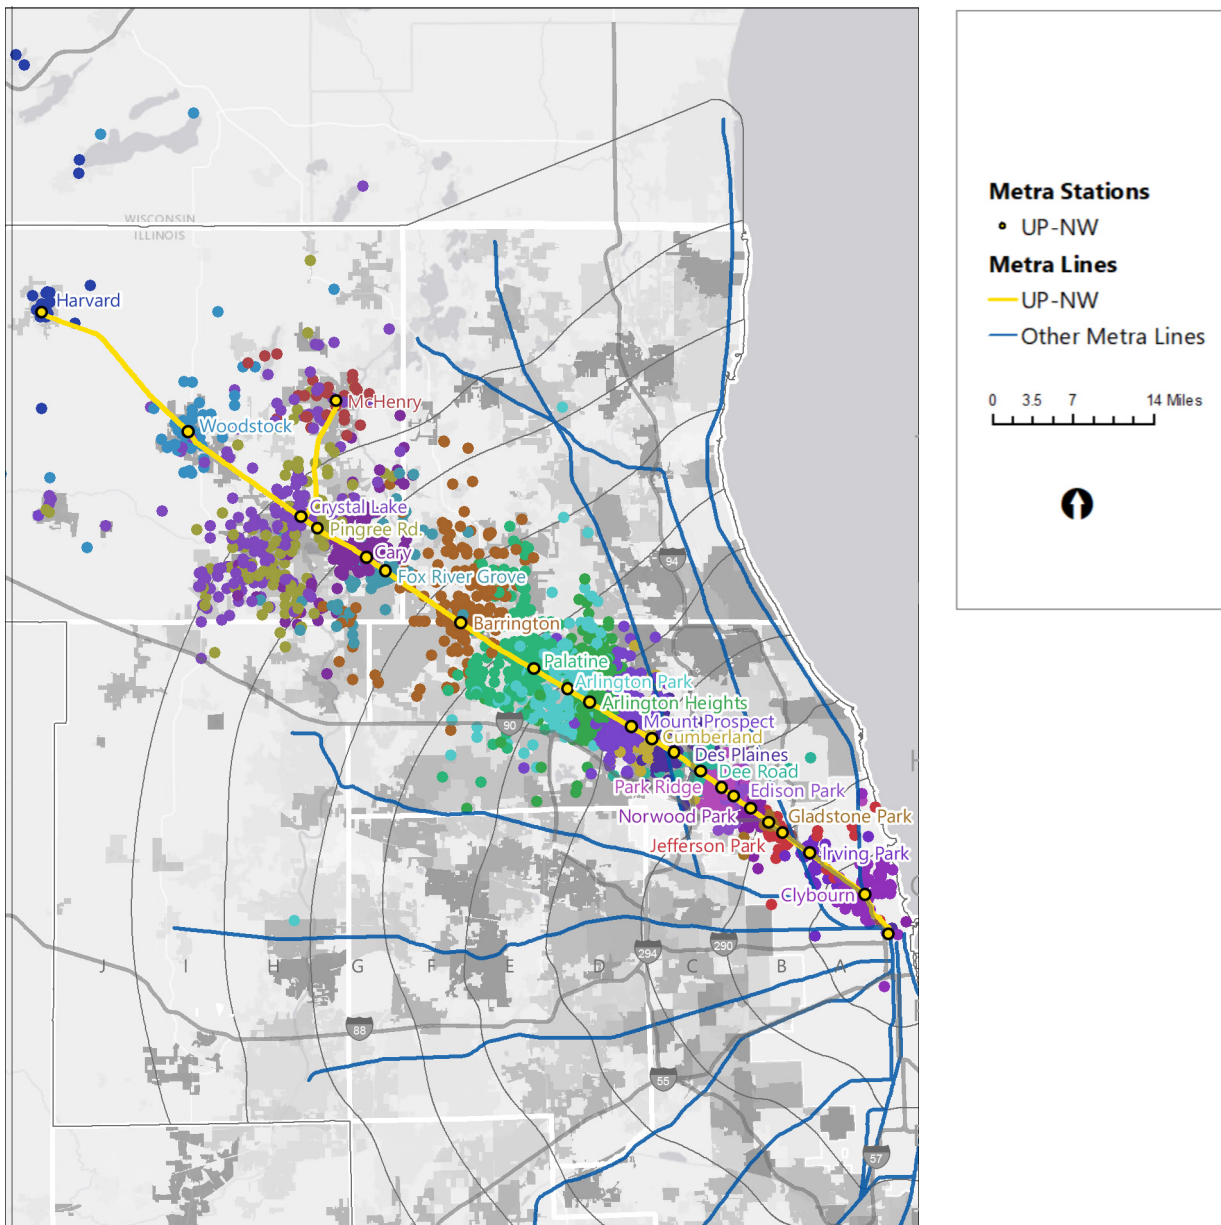 WISCONSIN
ILLINOIS
Harvard
McHenry
Woodstock
Crystal Lake
Pingree Rd.
Cary
Fox River Grove
Barrington
Palatine
Arlington Park
Arlington Heights
Mount Prospect
Cumberland
Des Plaines
Dee Road
Park Ridge
Edison Park
Norwood Park
Gladstone Park
Jefferson Park
Irving Park
Clybourn
94
90
294
290
88
55
57
J
I
H
G
F
E
D
C
B
A
Metra Stations
UP-NW
Metra Lines
UP-NW
Other Metra Lines
0 3.5 7 14 Miles